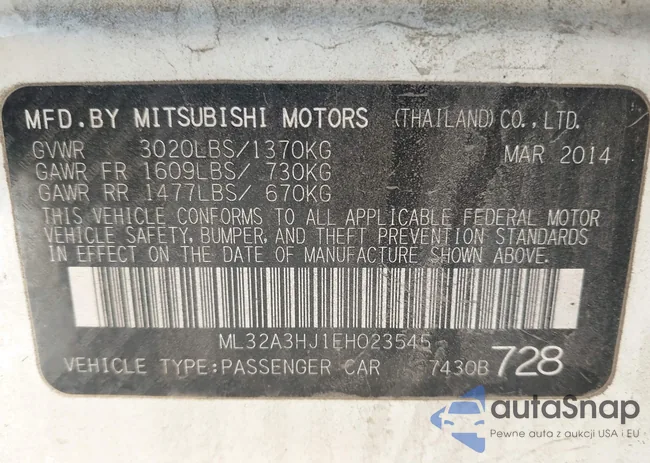 MFD.BY MITSUBISHI MOTORS (THAILAND) CO.,LTD.
GVWR 3020LBS/1370KG MAR 2014
GAWR FR 1609LBS/ 730KG
GAWR RR 1477LBS/ 670KG
THIS VEHICLE CONFORMS TO ALL APPLICABLE FEDERAL MOTOR
VEHICLE SAFETY, BUMPER, AND THEFT PREVENTION STANDARDS
IN EFFECT ON THE DATE OF MANUFACTURE SHOWN ABOVE.
ML32A3HJ1EH023545
VEHICLE TYPE:PASSENGER CAR 7430B 728
autaSnap
Pewne auta z aukcji USA i EU